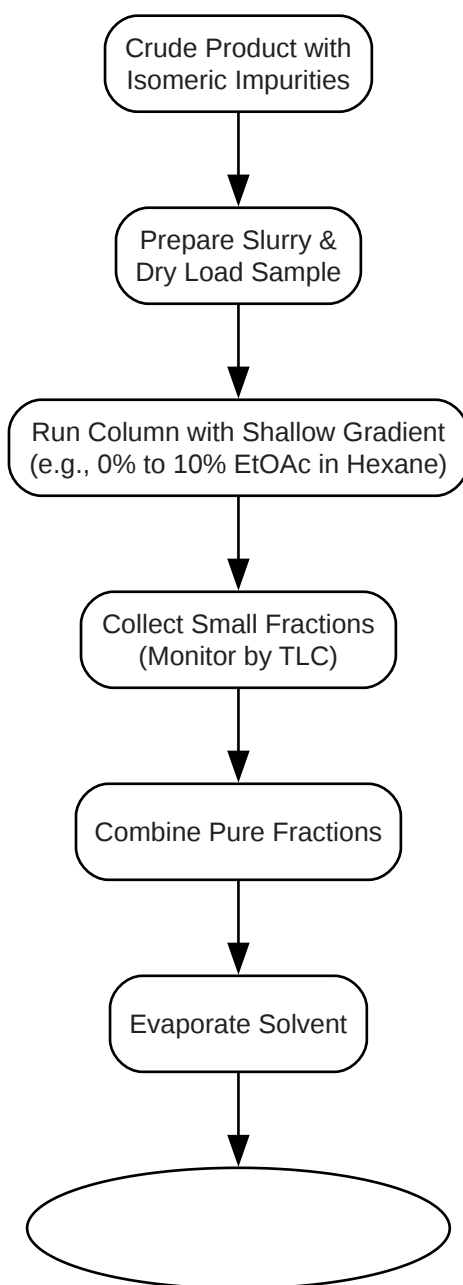 Crude Product with
Isomeric Impurities
Prepare Slurry &
Dry Load Sample
Run Column with Shallow Gradient
(e.g., 0% to 10% EtOAc in Hexane)
Collect Small Fractions
(Monitor by TLC)
Combine Pure Fractions
Evaporate Solvent